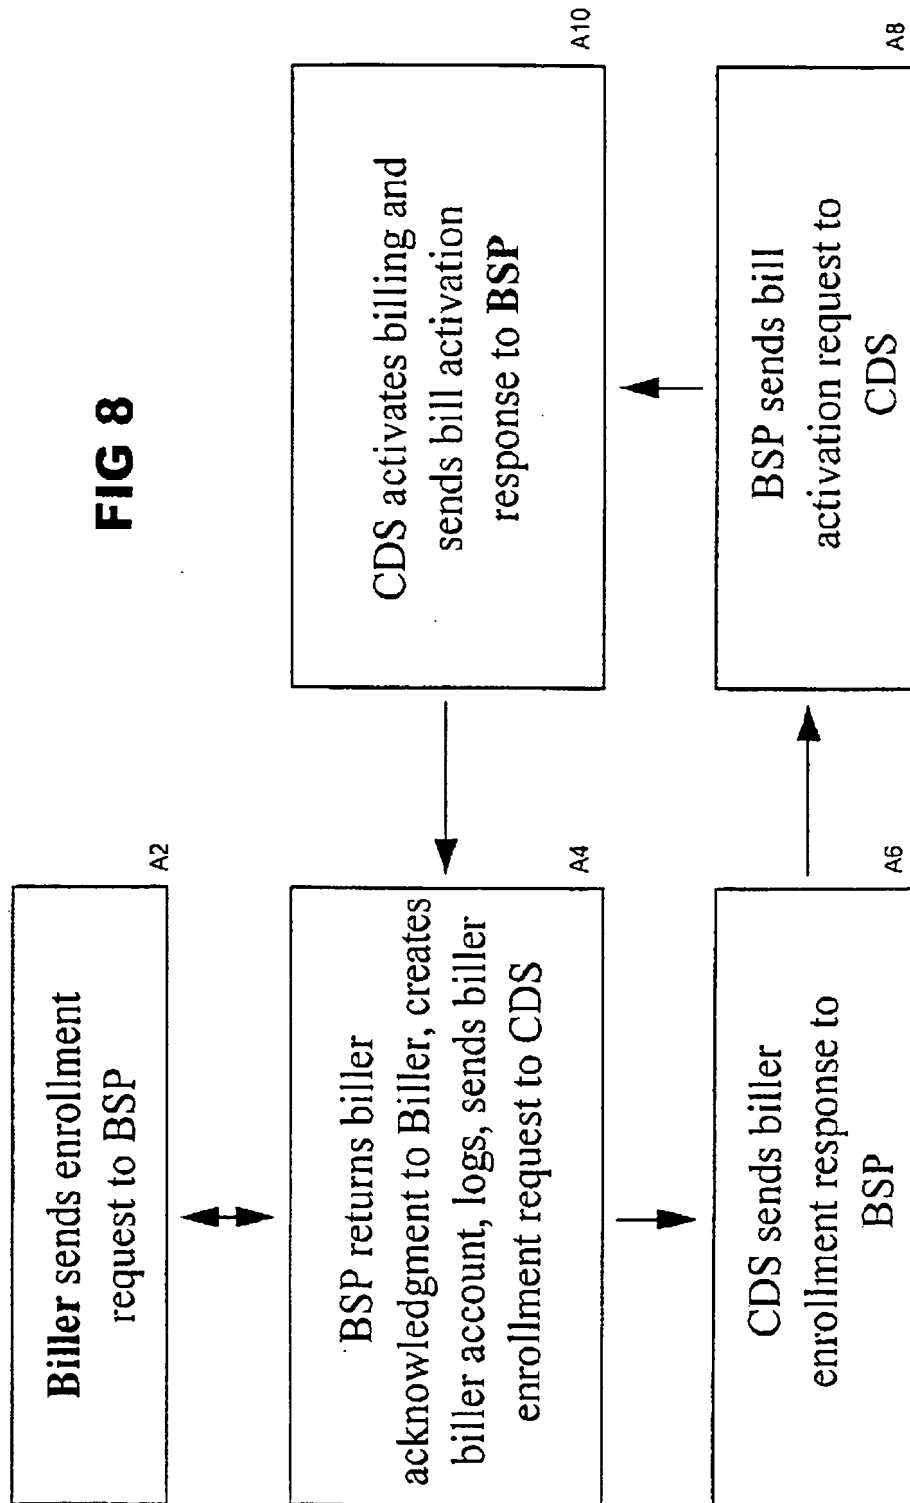 FIG 8
Biller sends enrollment
request to BSP
A2
BSP returns biller
acknowledgment to Biller, creates
biller account, logs, sends biller
enrollment request to CDS
A4
CDS sends biller
enrollment response to
BSP
A6
BSP sends bill
activation request to
CDS
A8
CDS activates billing and
sends bill activation
response to BSP
A10